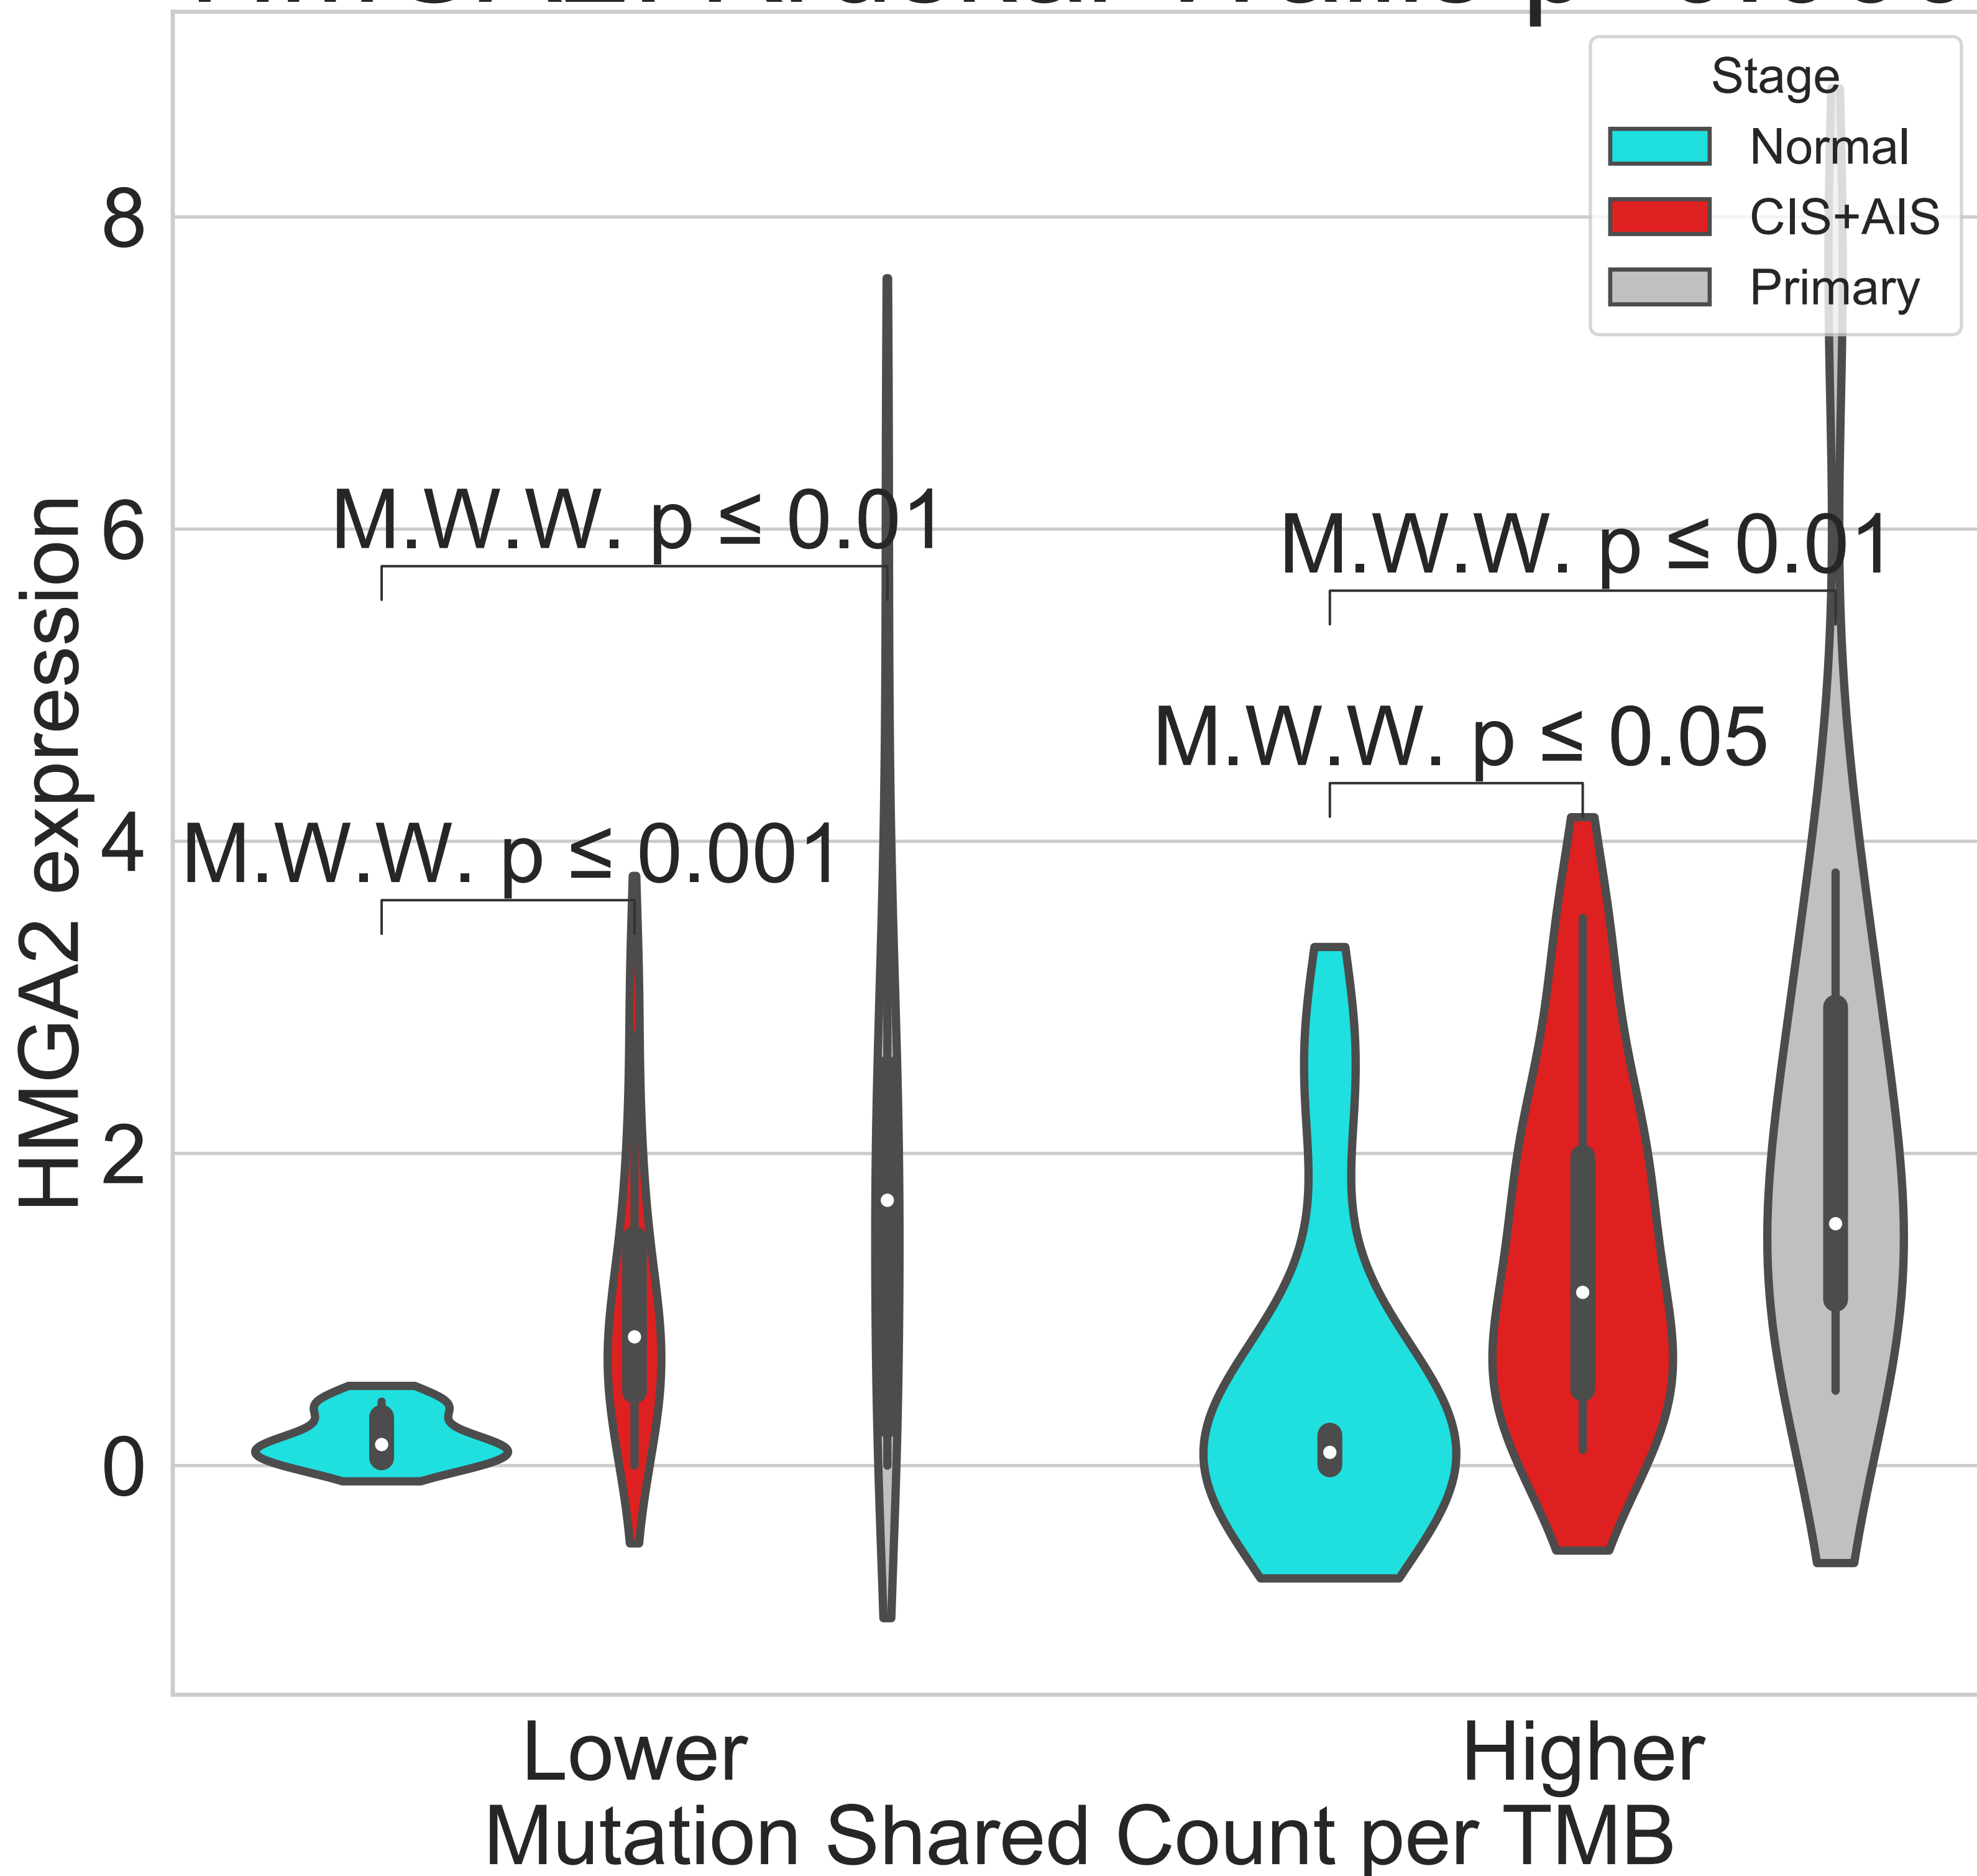 Stage
Normal
CIS+AIS
Primary
HMGA2 expression
8
6
4
2
0
M.W.W. p ≤ 0.01
M.W.W. p ≤ 0.01
M.W.W. p ≤ 0.05
M.W.W. p ≤ 0.001
Lower
Higher
Mutation Shared Count per TMB